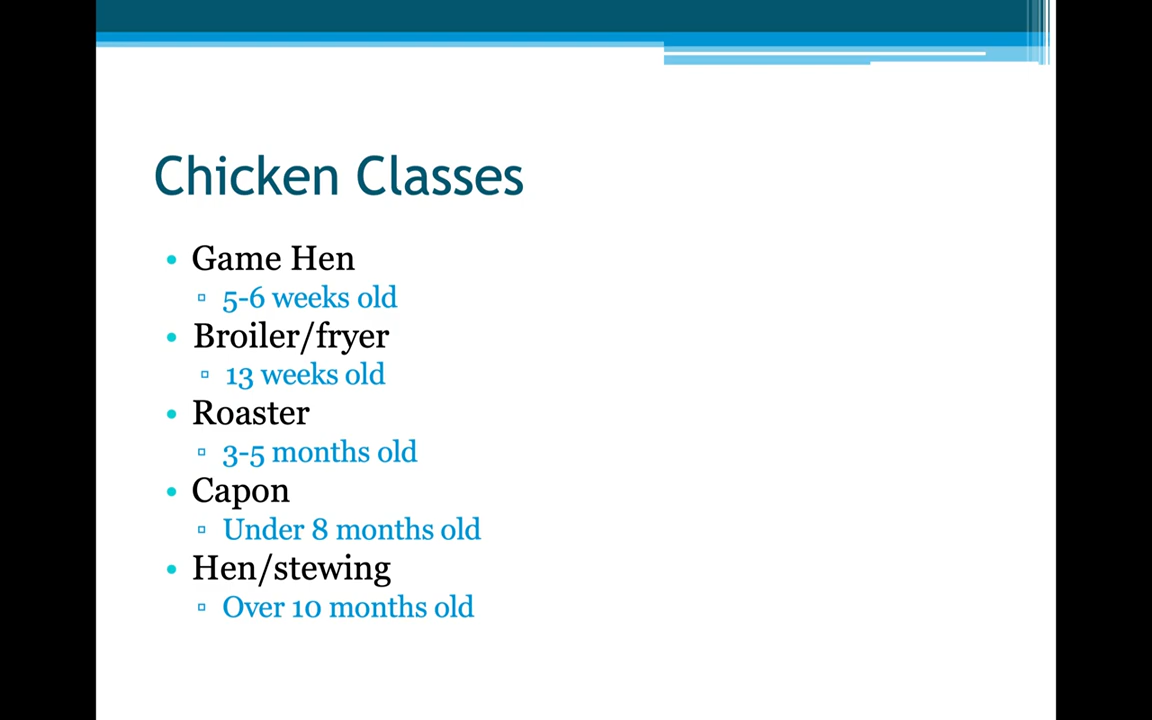 Chicken Classes
• Game Hen
▫ 5-6 weeks old
• Broiler/fryer
▫ 13 weeks old
• Roaster
▫ 3-5 months old
• Capon
▫ Under 8 months old
• Hen/stewing
▫ Over 10 months old